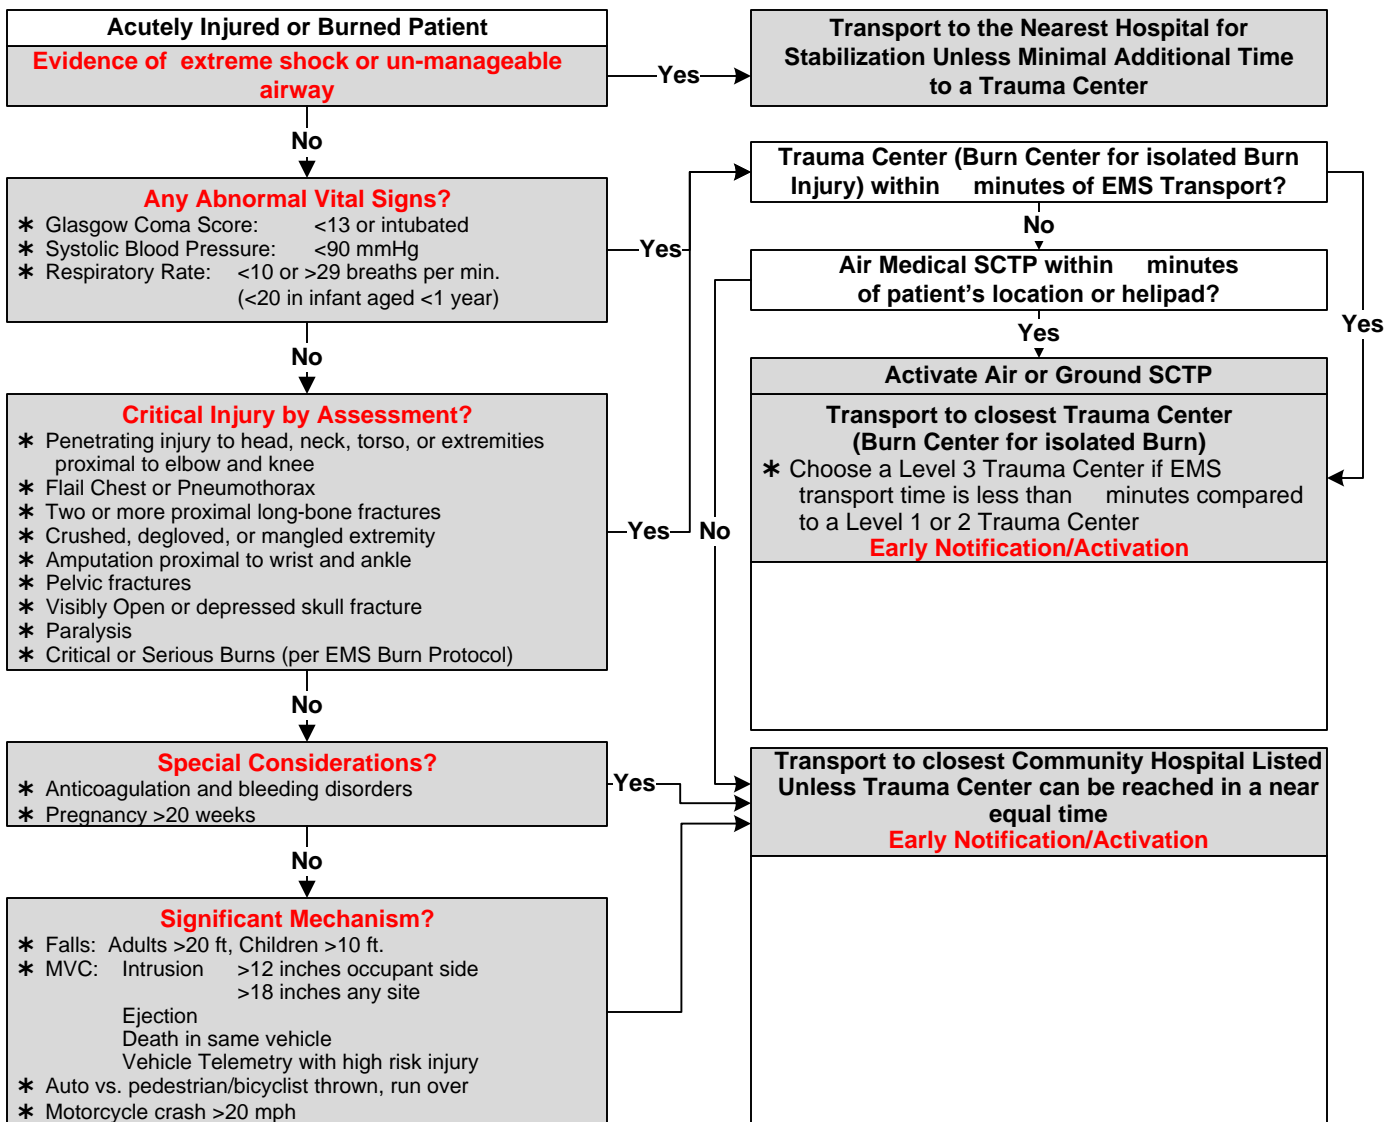 Acutely Injured or Burned Patient
Evidence of extreme shock or un-manageable
airway
Yes
Transport to the Nearest Hospital for
Stabilization Unless Minimal Additional Time
to a Trauma Center
No
Any Abnormal Vital Signs?
∗ Glasgow Coma Score: <13 or intubated
∗ Systolic Blood Pressure: <90 mmHg
∗ Respiratory Rate: <10 or >29 breaths per min.
(<20 in infant aged <1 year)
Yes
Trauma Center (Burn Center for isolated Burn
Injury) within minutes of EMS Transport?
No
Yes
Air Medical SCTP within minutes
of patient’s location or helipad?
Yes
No
No
Critical Injury by Assessment?
∗ Penetrating injury to head, neck, torso, or extremities
proximal to elbow and knee
∗ Flail Chest or Pneumothorax
∗ Two or more proximal long-bone fractures
∗ Crushed, degloved, or mangled extremity
∗ Amputation proximal to wrist and ankle
∗ Pelvic fractures
∗ Visibly Open or depressed skull fracture
∗ Paralysis
∗ Critical or Serious Burns (per EMS Burn Protocol)
Yes
Activate Air or Ground SCTP
Transport to closest Trauma Center
(Burn Center for isolated Burn)
∗ Choose a Level 3 Trauma Center if EMS
transport time is less than minutes compared
to a Level 1 or 2 Trauma Center
Early Notification/Activation
No
Special Considerations?
∗ Anticoagulation and bleeding disorders
∗ Pregnancy >20 weeks
Yes
Transport to closest Community Hospital Listed
Unless Trauma Center can be reached in a near
equal time
Early Notification/Activation
No
Significant Mechanism?
∗ Falls: Adults >20 ft, Children >10 ft.
∗ MVC: Intrusion >12 inches occupant side
>18 inches any site
Ejection
Death in same vehicle
Vehicle Telemetry with high risk injury
∗ Auto vs. pedestrian/bicyclist thrown, run over
∗ Motorcycle crash >20 mph